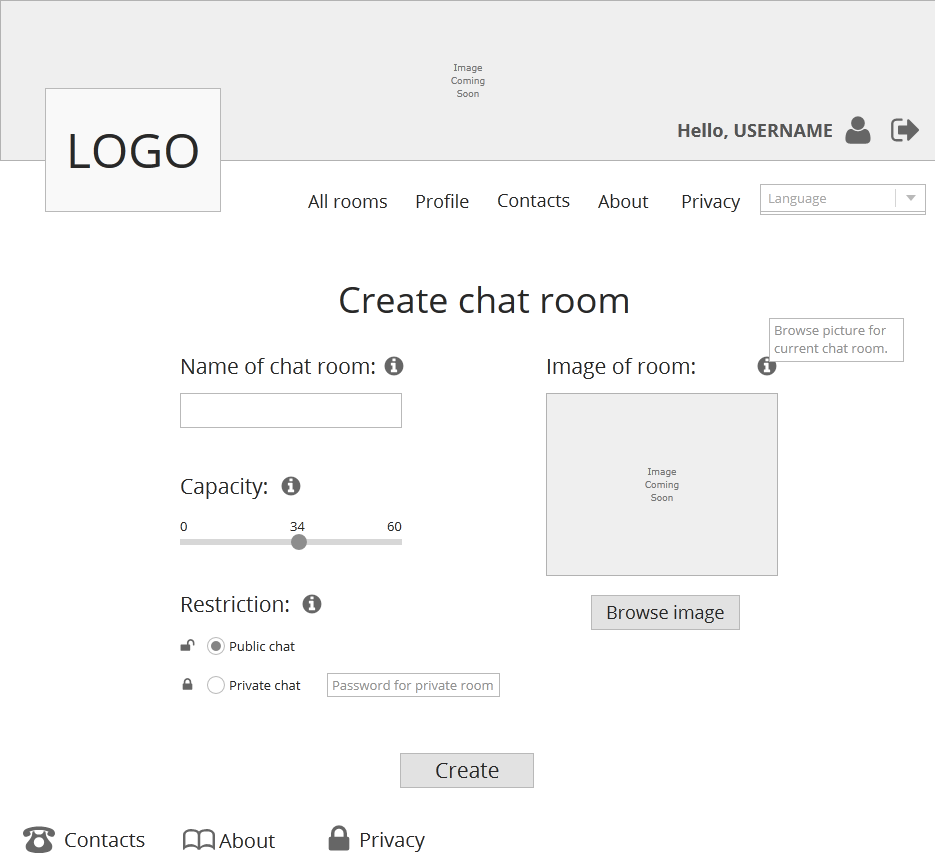 Image
Coming
Soon
Hello, USERNAME
LOGO
All rooms Profile Contacts About Privacy Language
Create chat room
Browse picture for
current chat room.
Name of chat room:
Image of room:
Image
Coming
Soon
Capacity:
0 34 60
Browse image
Restriction:
Public chat
Private chat Password for private room
Create
Contacts About Privacy